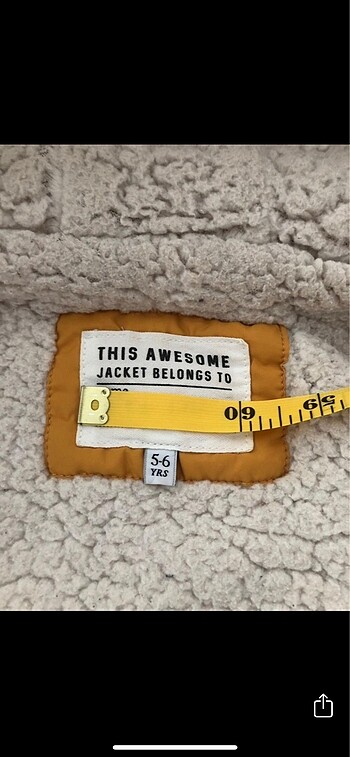 THIS AWESOME
JACKET BELONGS TO
60
59
5-6
YRS